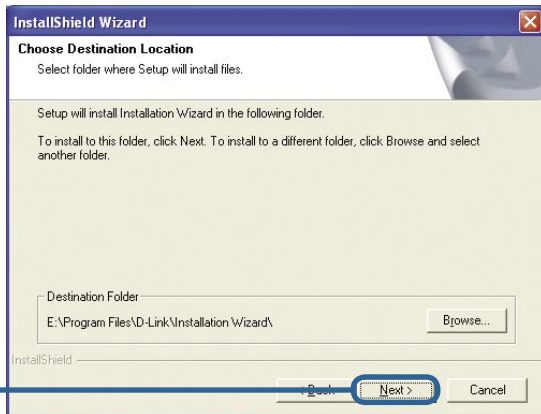 InstallShield Wizard
Choose Destination Location
Select folder where Setup will install files.
Setup will install Installation Wizard in the following folder.
To install to this folder, click Next. To install to a different folder, click Browse and select
another folder.
Destination Folder
E:\Program Files\D-Link\Installation Wizard\
Browse...
InstallShield
< Back Next > Cancel